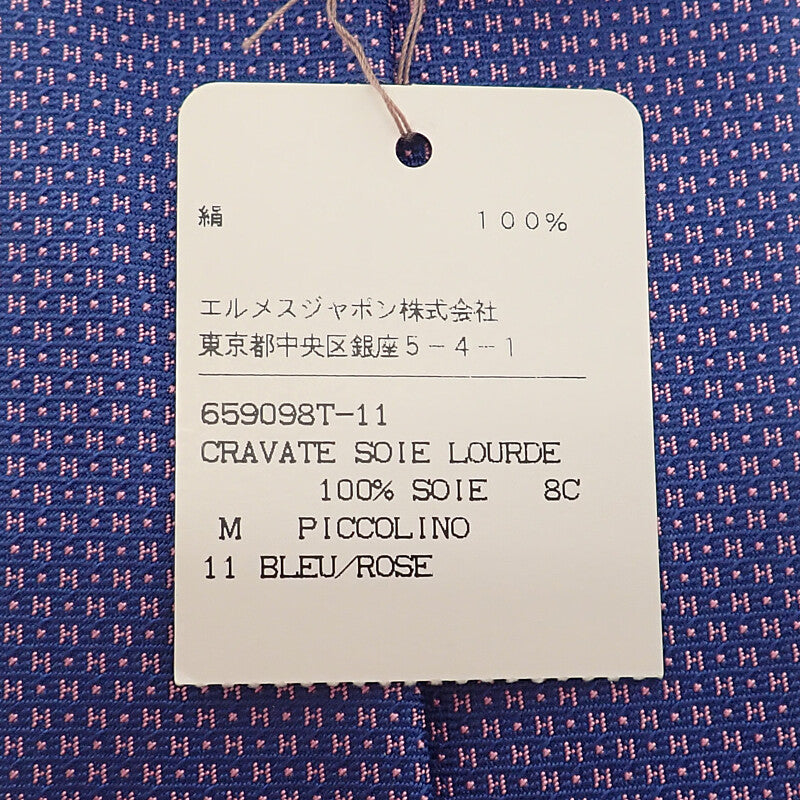 絹 100%
エルメスジャポン株式会社
東京都中央区銀座5-4-1
659098T-11
CRAVATE SOIE LOURDE
100% SOIE 8C
M PICCOLINO
11 BLEU/ROSE